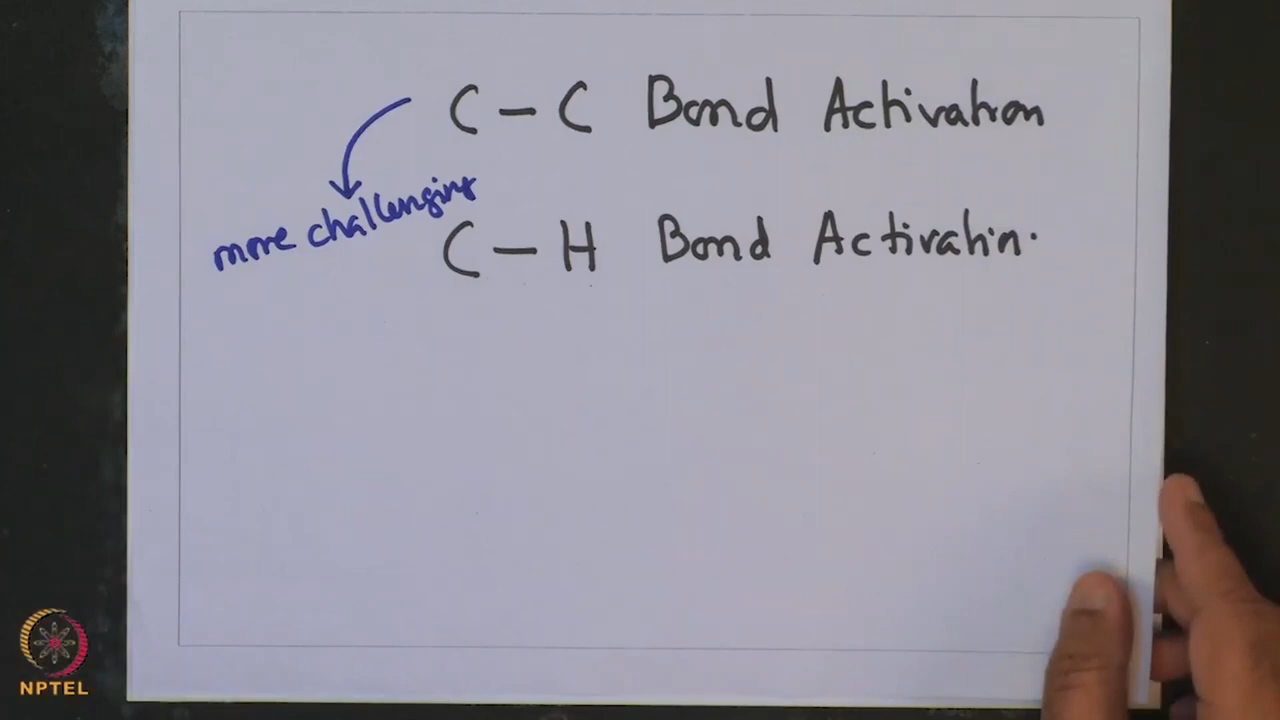 C - C Bond Activation
more challenging
C - H Bond Activation.
NPTEL